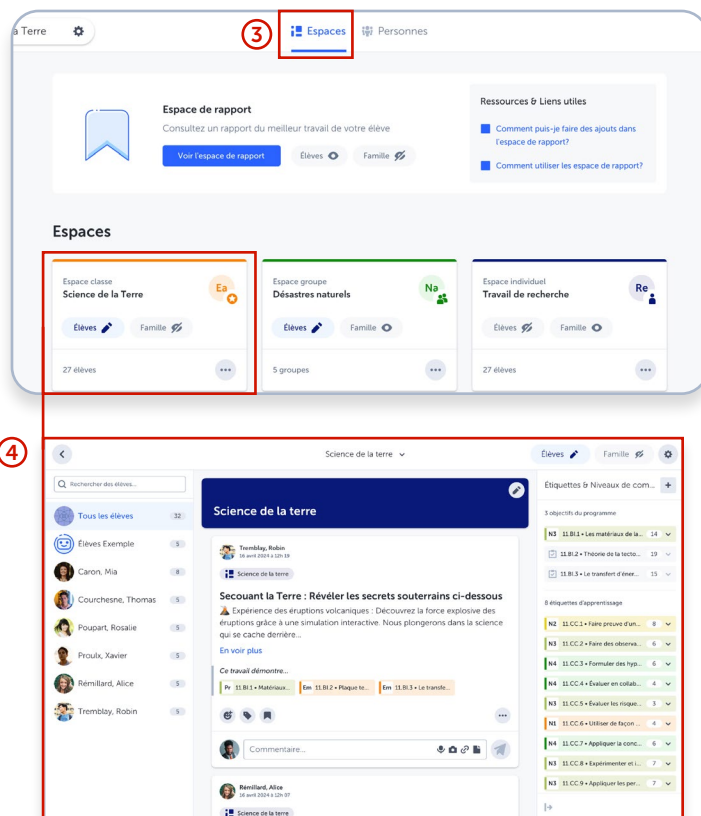 a Terre
3
Espaces
Personnes
Espace de rapport
Consultez un rapport du meilleur travail de votre élève
Voir l'espace de rapport
Élèves
Famille
Ressources & Liens utiles
Comment puis-je faire des ajouts dans
l'espace de rapport?
Comment utiliser les espace de rapport?
Espaces
Espace classe
Science de la Terre
Ea
Élèves
Famille
27 élèves
Espace groupe
Désastres naturels
Na
Élèves
Famille
5 groupes
Espace individuel
Travail de recherche
Re
Élèves
Famille
27 élèves
4
Science de la terre
Élèves
Famille
Rechercher des élèves...
Tous les élèves 32
Élèves Exemple 5
Caron, Mia 8
Courchesne, Thomas 5
Poupart, Rosalie 5
Proulx, Xavier 5
Rémillard, Alice 5
Tremblay, Robin 5
Science de la terre
Tremblay, Robin
16 avril 2024 à 12h 19
Science de la terre
Secouant la Terre : Révéler les secrets souterrains ci-dessous
Expérience des éruptions volcaniques : Découvrez la force explosive des
éruptions grâce à une simulation interactive. Nous plongerons dans la science
qui se cache derrière...
En voir plus
Ce travail démontre...
Pr 11.BI.1 • Matériaux...
Em 11.BI.2 • Plaque te...
Em 11.BI.3 • Le transfe...
Commentaire...
Rémillard, Alice
16 avril 2024 à 12h 07
Science de la terre
Étiquettes & Niveaux de com...
3 objectifs du programme
N3 11.BI.1 • Les matériaux de la... 14
11.BI.2 • Théorie de la tecto... 19
11.BI.3 • Le transfert d'éner... 15
8 étiquettes d'apprentissage
N2 11.CC.1 • Faire preuve d'un... 8
N3 11.CC.2 • Faire des observa... 6
N4 11.CC.3 • Formuler des hyp... 6
N4 11.CC.4 • Évaluer en collab... 4
N3 11.CC.5 • Évaluer les risque... 3
N1 11.CC.6 • Utiliser de façon ... 4
N4 11.CC.7 • Appliquer la conc... 6
N3 11.CC.8 • Expérimenter et i... 7
N3 11.CC.9 • Appliquer les per... 7